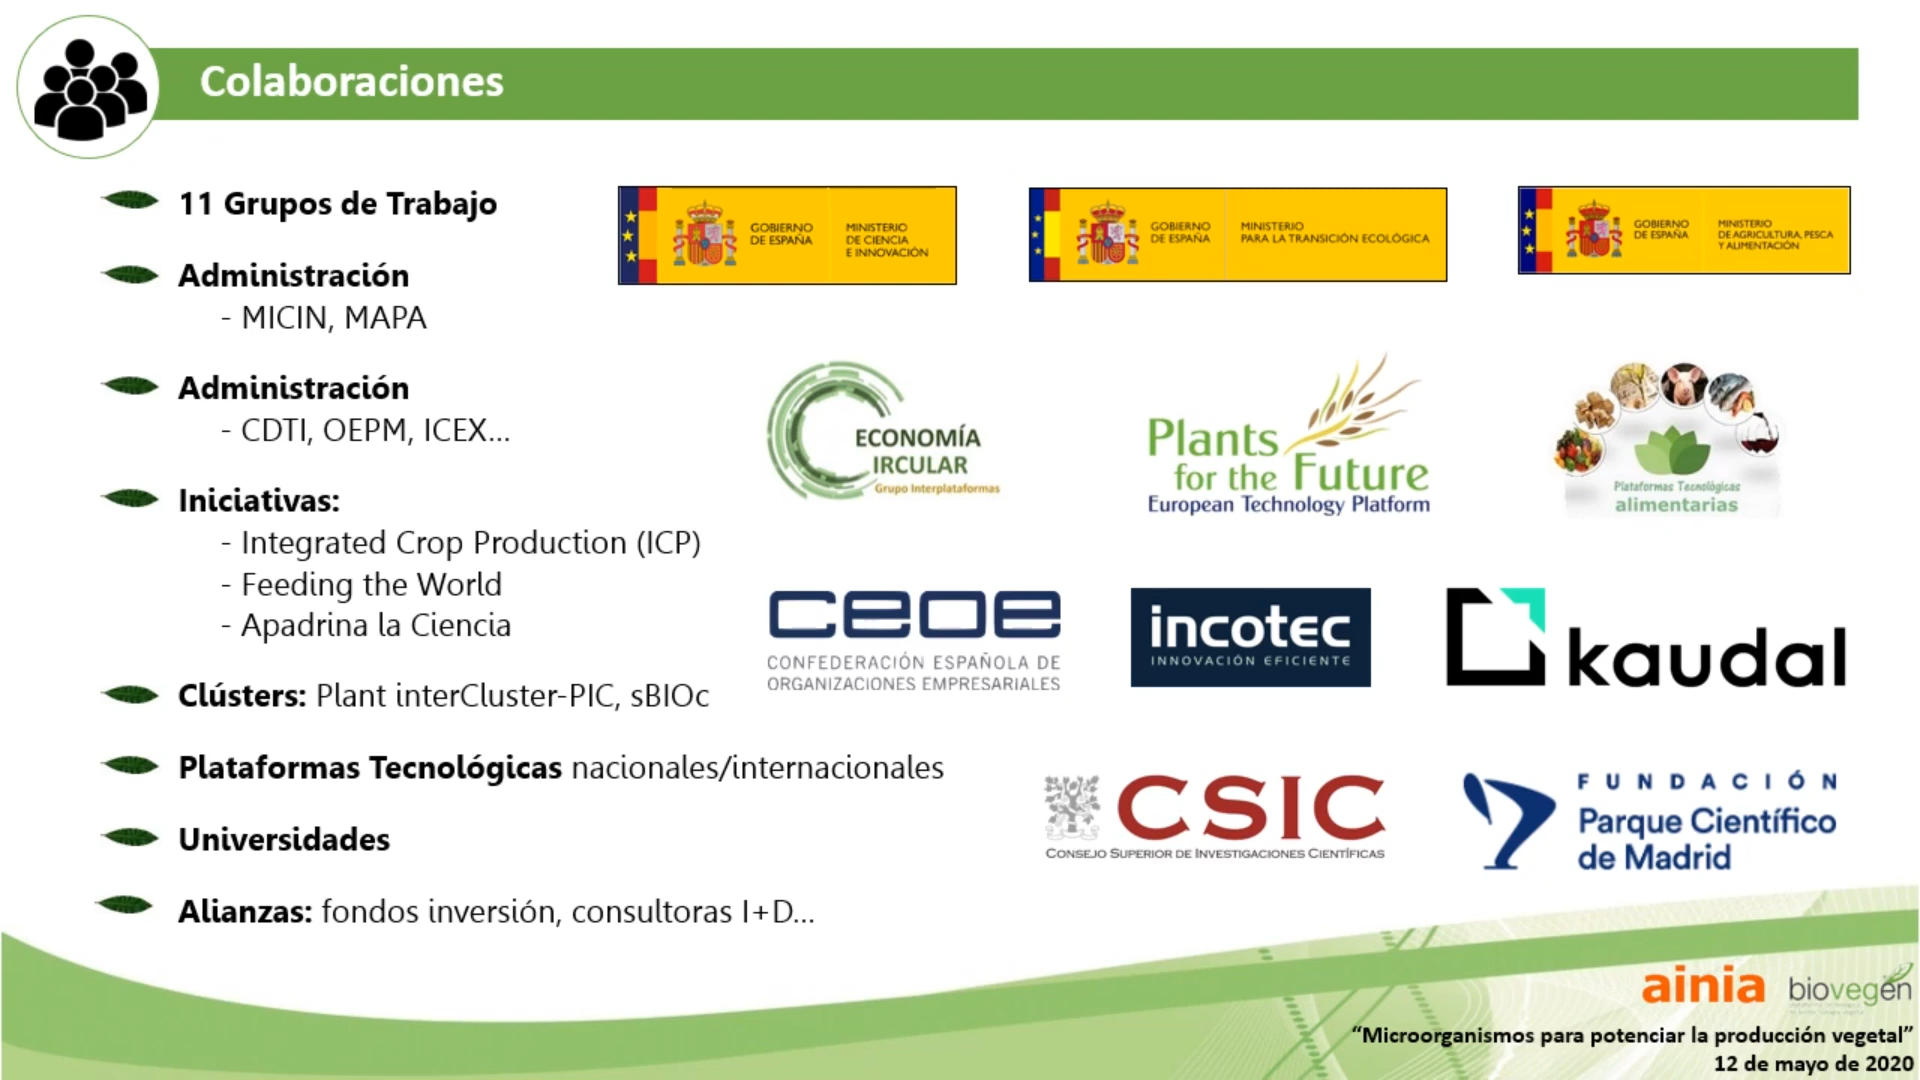 Colaboraciones
11 Grupos de Trabajo
Administración
- MICIN, MAPA
Administración
- CDTI, OEPM, ICEX...
Iniciativas:
- Integrated Crop Production (ICP)
- Feeding the World
- Apadrina la Ciencia
Clústers: Plant interCluster-PIC, sBIOc
Plataformas Tecnológicas nacionales/internacionales
Universidades
Alianzas: fondos inversión, consultoras I+D...
GOBIERNO
DE ESPAÑA
MINISTERIO
DE CIENCIA
E INNOVACIÓN
GOBIERNO
DE ESPAÑA
MINISTERIO
PARA LA TRANSICIÓN ECOLÓGICA
GOBIERNO
DE ESPAÑA
MINISTERIO
DE AGRICULTURA, PESCA
Y ALIMENTACIÓN
ECONOMÍA
CIRCULAR
Grupo Interplataformas
Plants
for the Future
European Technology Platform
Plataformas Tecnológicas
alimentarias
ceoe
CONFEDERACIÓN ESPAÑOLA DE
ORGANIZACIONES EMPRESARIALES
incotec
INNOVACIÓN EFICIENTE
kaudal
CSIC
CONSEJO SUPERIOR DE INVESTIGACIONES CIENTÍFICAS
FUNDACIÓN
Parque Científico
de Madrid
ainia
biovegen
“Microorganismos para potenciar la producción vegetal”
12 de mayo de 2020